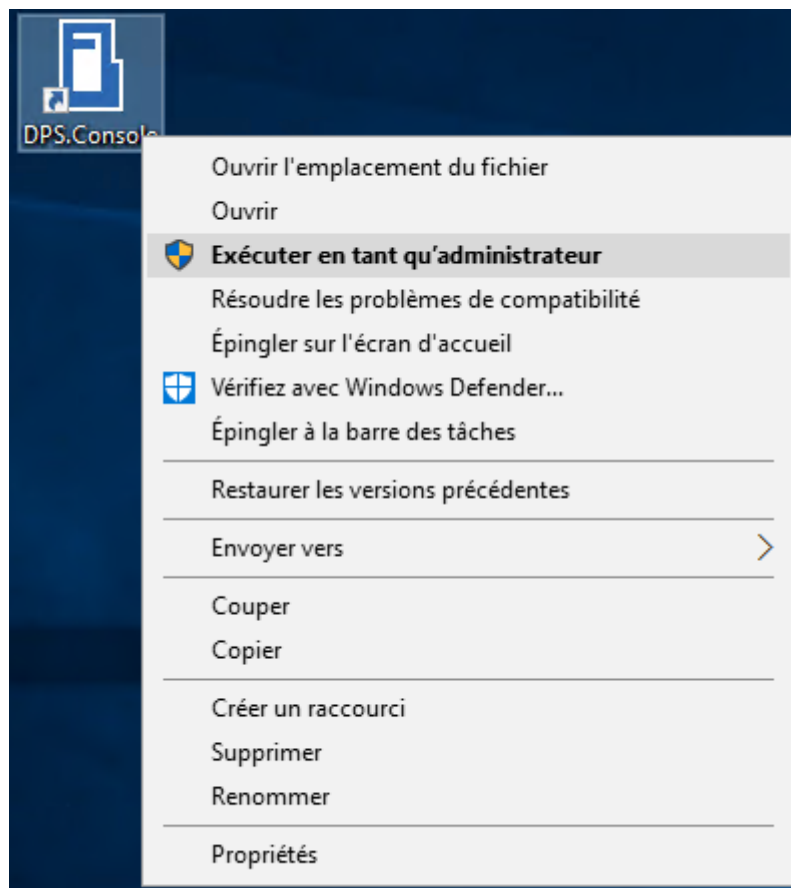 DPS.Console
Ouvrir l'emplacement du fichier
Ouvrir
Exécuter en tant qu’administrateur
Résoudre les problèmes de compatibilité
Épingler sur l'écran d'accueil
Vérifiez avec Windows Defender...
Épingler à la barre des tâches
Restaurer les versions précédentes
Envoyer vers
Couper
Copier
Créer un raccourci
Supprimer
Renommer
Propriétés